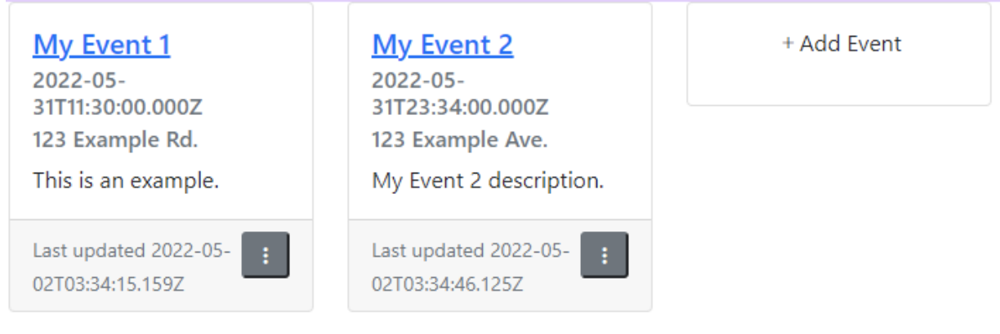 My Event 1
2022-05-
31T11:30:00.000Z
123 Example Rd.
This is an example.
Last updated 2022-05-
02T03:34:15.159Z
My Event 2
2022-05-
31T23:34:00.000Z
123 Example Ave.
My Event 2 description.
Last updated 2022-05-
02T03:34:46.125Z
+ Add Event